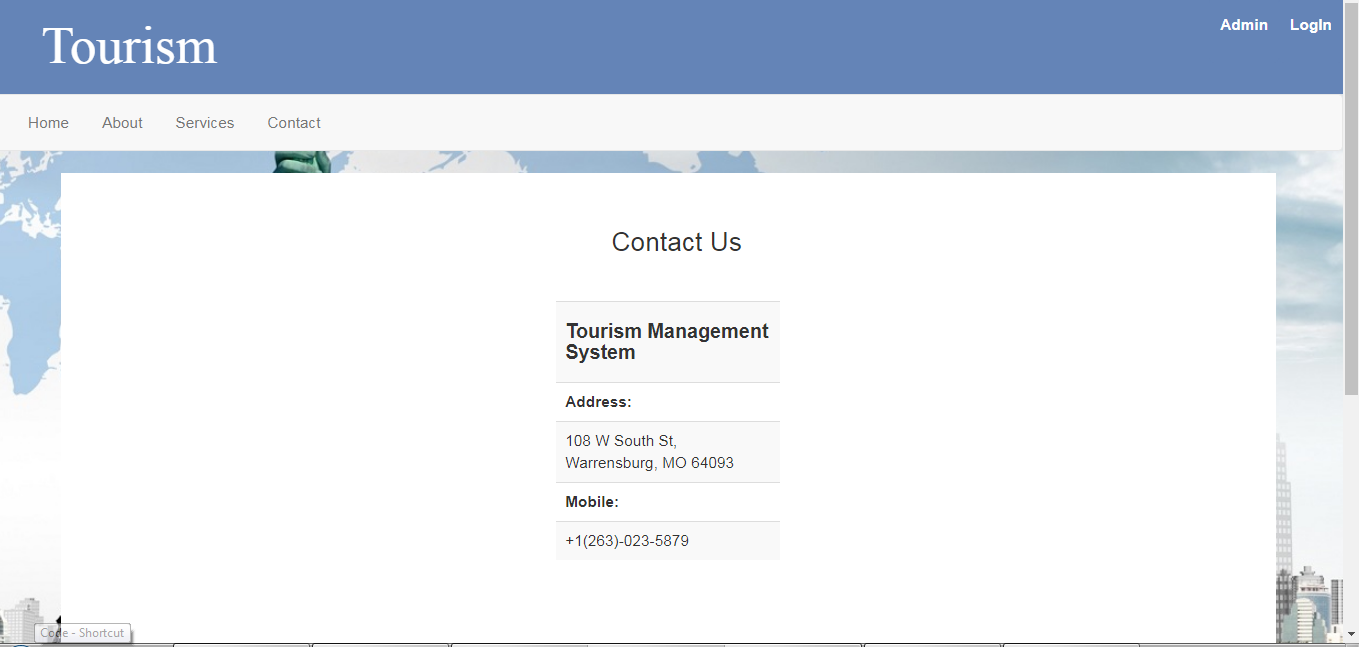 Tourism
Admin LogIn
Home About Services Contact
Contact Us
Tourism Management
System
Address:
108 W South St,
Warrensburg, MO 64093
Mobile:
+1(263)-023-5879
Code - Shortcut